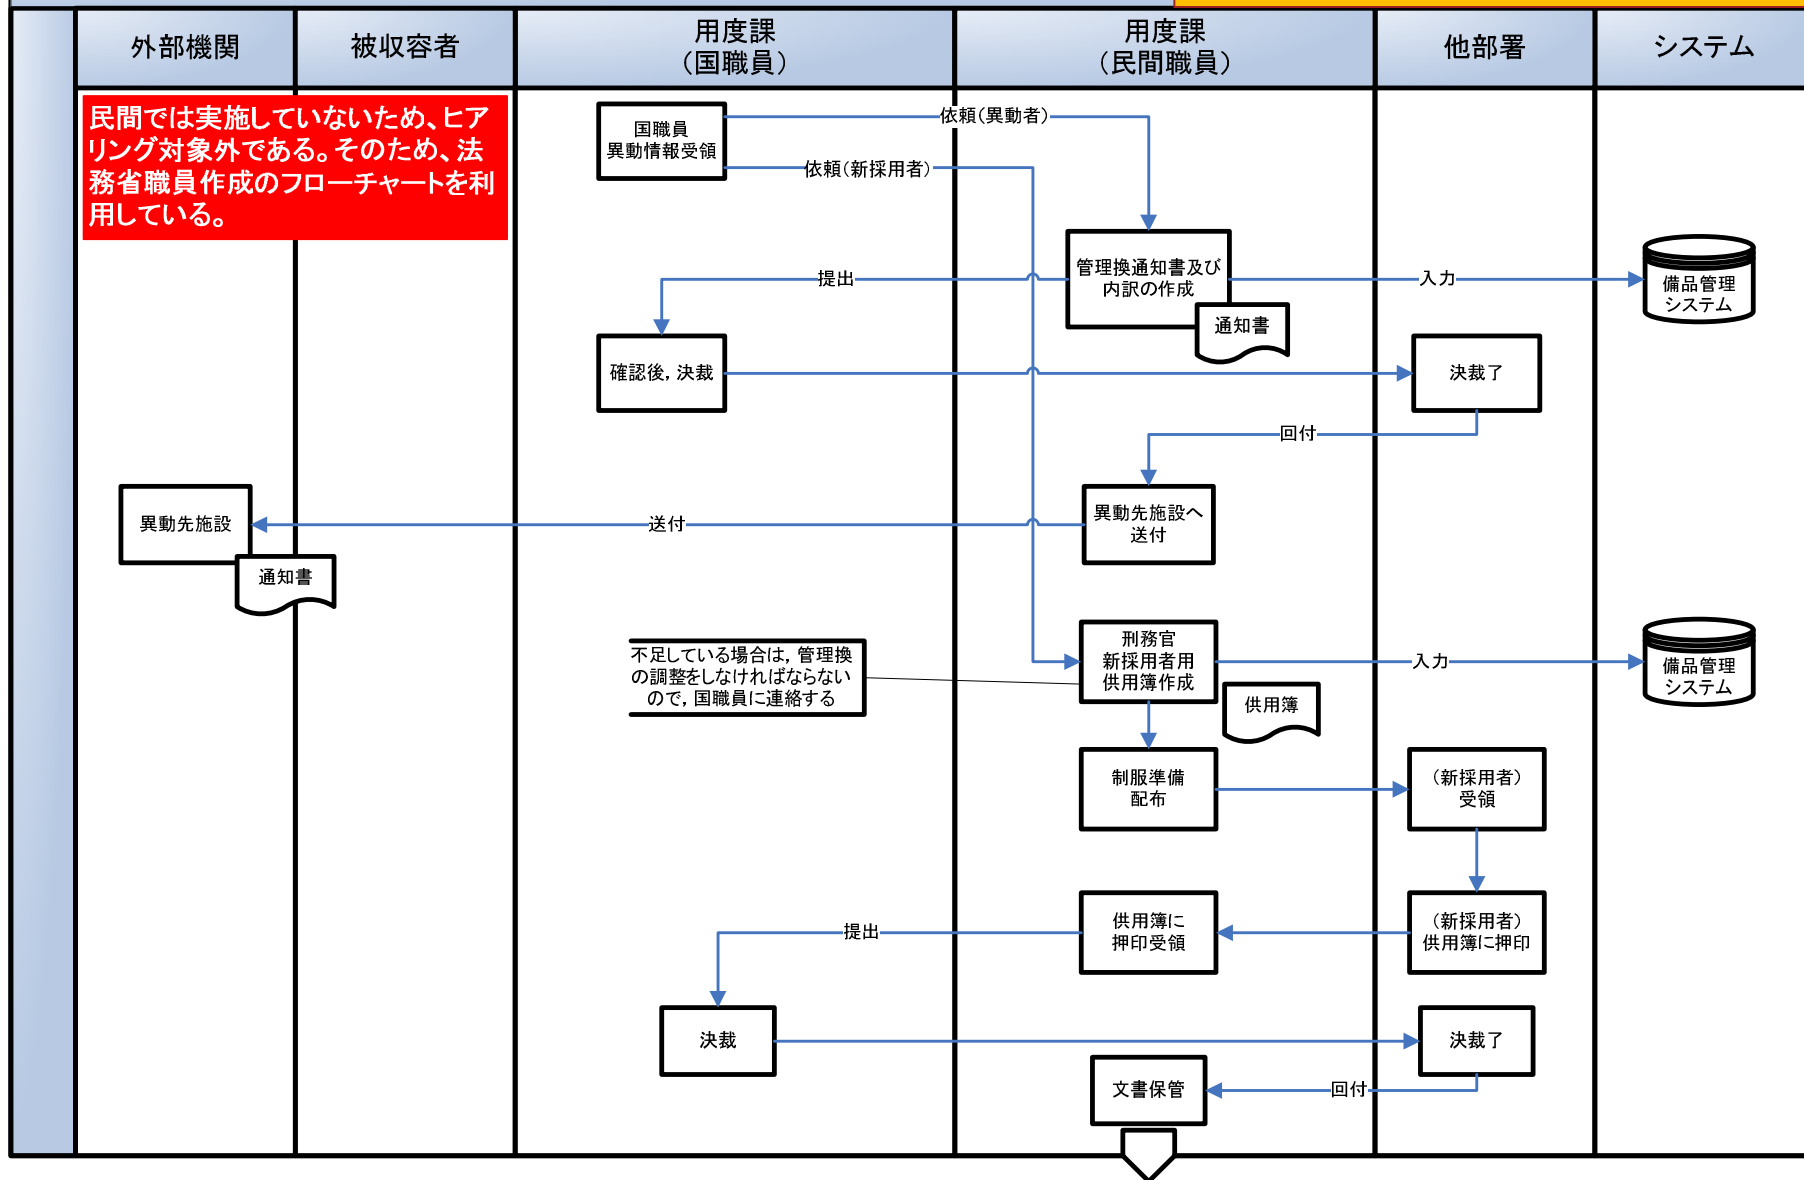 外部機関
被収容者
用度課
（国職員）
用度課
（民間職員）
他部署
システム
民間では実施していないため、ヒア
リング対象外である。そのため、法
務省職員作成のフローチャートを利
用している。
国職員
異動情報受領
依頼（異動者）
依頼（新採用者）
管理換通知書及び
内訳の作成
通知書
提出
入力
備品管理
システム
確認後，決裁
決裁了
回付
異動先施設へ
送付
送付
異動先施設
通知書
不足している場合は，管理換
の調整をしなければならない
ので，国職員に連絡する
刑務官
新採用者用
供用簿作成
供用簿
入力
備品管理
システム
制服準備
配布
（新採用者）
受領
（新採用者）
供用簿に押印
供用簿に
押印受領
提出
決裁
決裁了
回付
文書保管